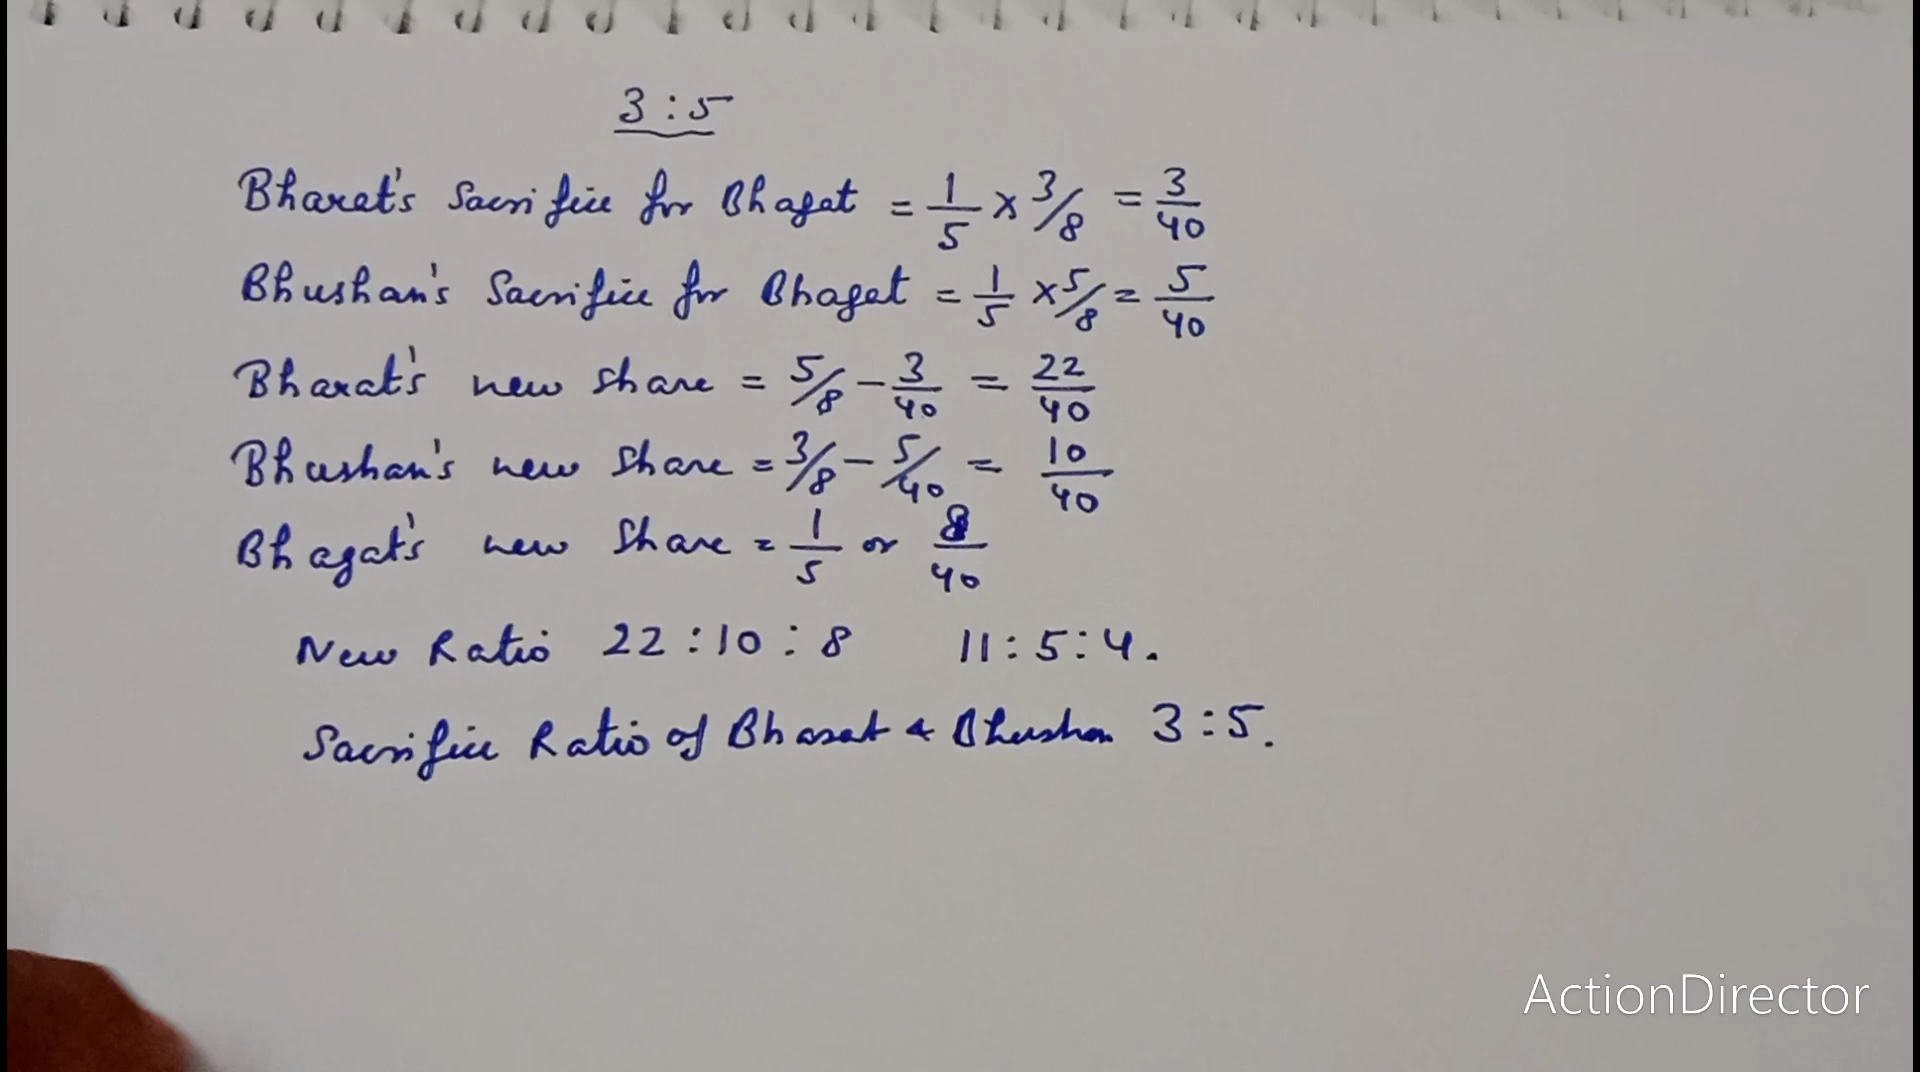 3 : 5
Bharat's Sacrifice for Bhagat = 1/5 × 3/8 = 3/40
Bhushan's Sacrifice for Bhagat = 1/5 × 5/8 = 5/40
Bharat's new share = 5/8 - 3/40 = 22/40
Bhushan's new share = 3/8 - 5/40 = 10/40
Bhagat's new share = 1/5 or 8/40
New Ratio 22 : 10 : 8 11 : 5 : 4.
Sacrifice Ratio of Bharat & Bhushan 3 : 5.
ActionDirector